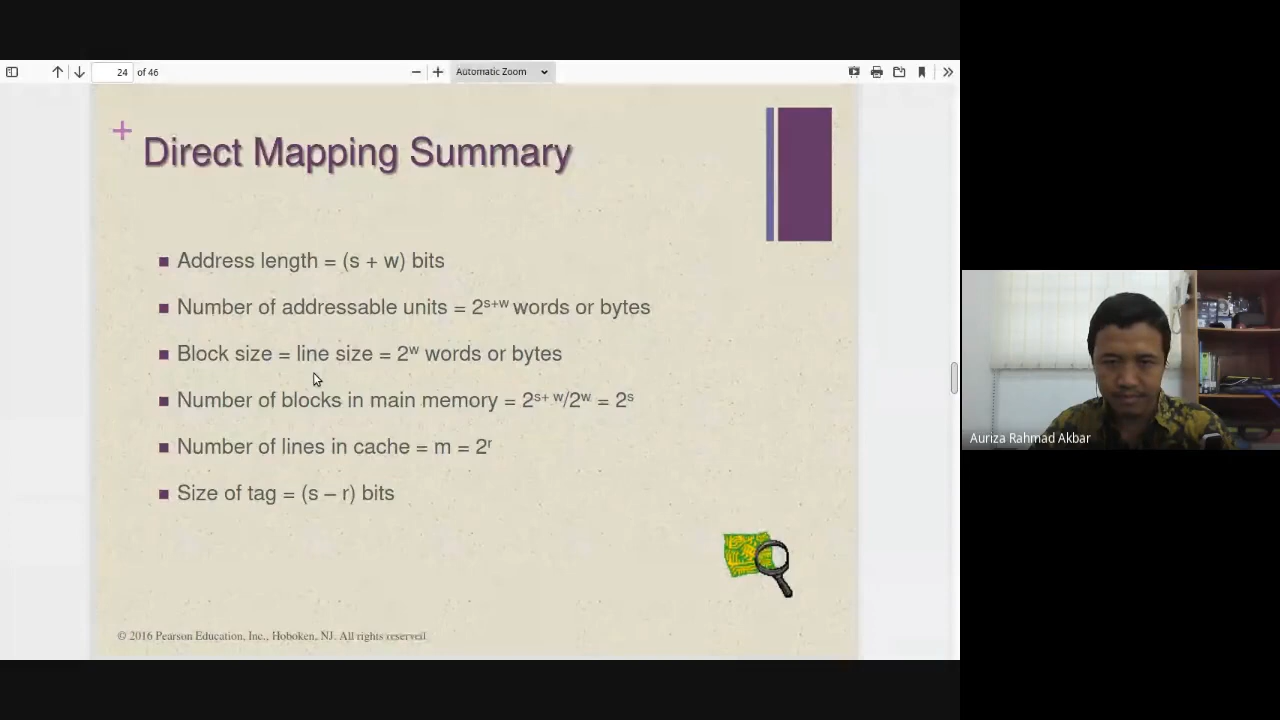 24 of 46
Automatic Zoom
+
Direct Mapping Summary
Address length = (s + w) bits
Number of addressable units = 2ˢ⁺ʷ words or bytes
Block size = line size = 2ʷ words or bytes
Number of blocks in main memory = 2ˢ⁺ ʷ/2ʷ = 2ˢ
Number of lines in cache = m = 2ʳ
Size of tag = (s – r) bits
© 2016 Pearson Education, Inc., Hoboken, NJ. All rights reserved.
Auriza Rahmad Akbar